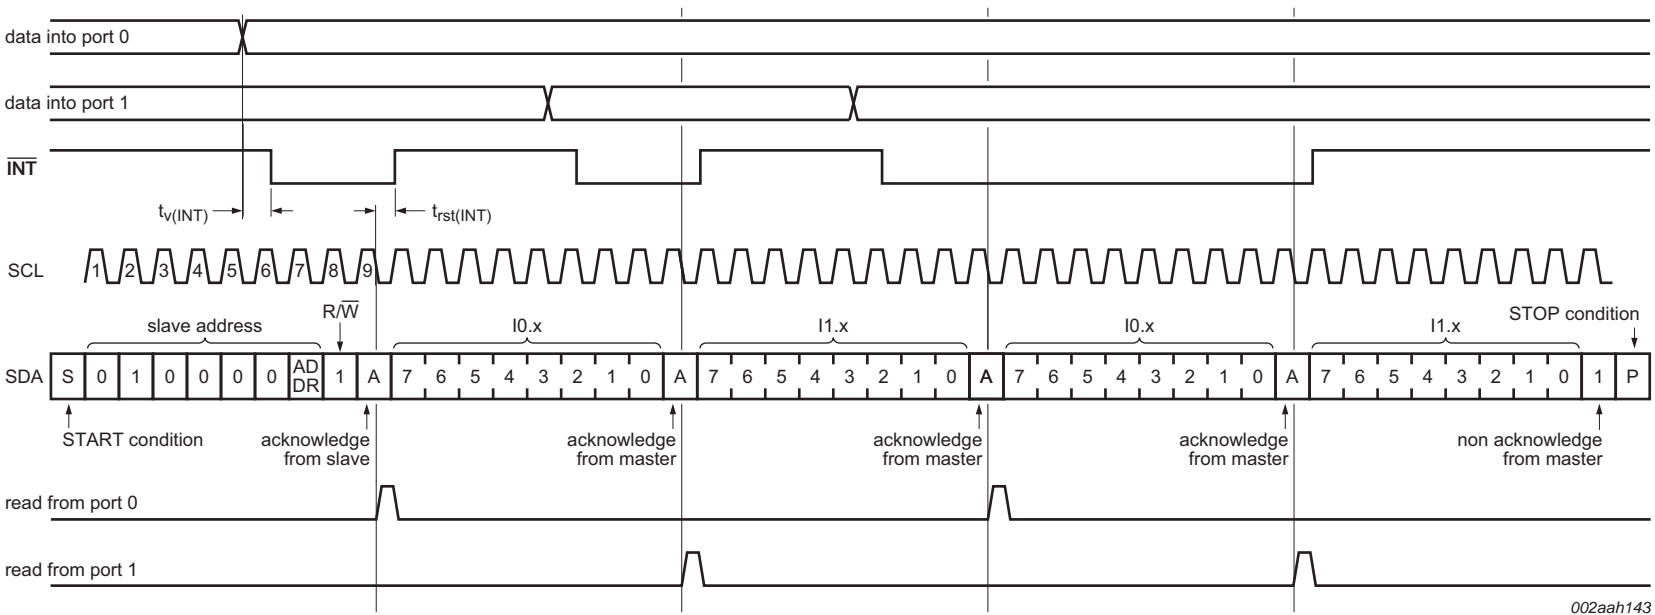 data into port 0
data into port 1
INT
tv(INT) trst(INT)
SCL 1 2 3 4 5 6 7 8 9
R/W
slave address I0.x I1.x I0.x I1.x STOP condition
SDA S 0 1 0 0 0 0 AD DR 1 A 7 6 5 4 3 2 1 0 A 7 6 5 4 3 2 1 0 A 7 6 5 4 3 2 1 0 A 7 6 5 4 3 2 1 0 1 P
START condition acknowledge from slave acknowledge from master acknowledge from master acknowledge from master non acknowledge from master
read from port 0
read from port 1
002aah143